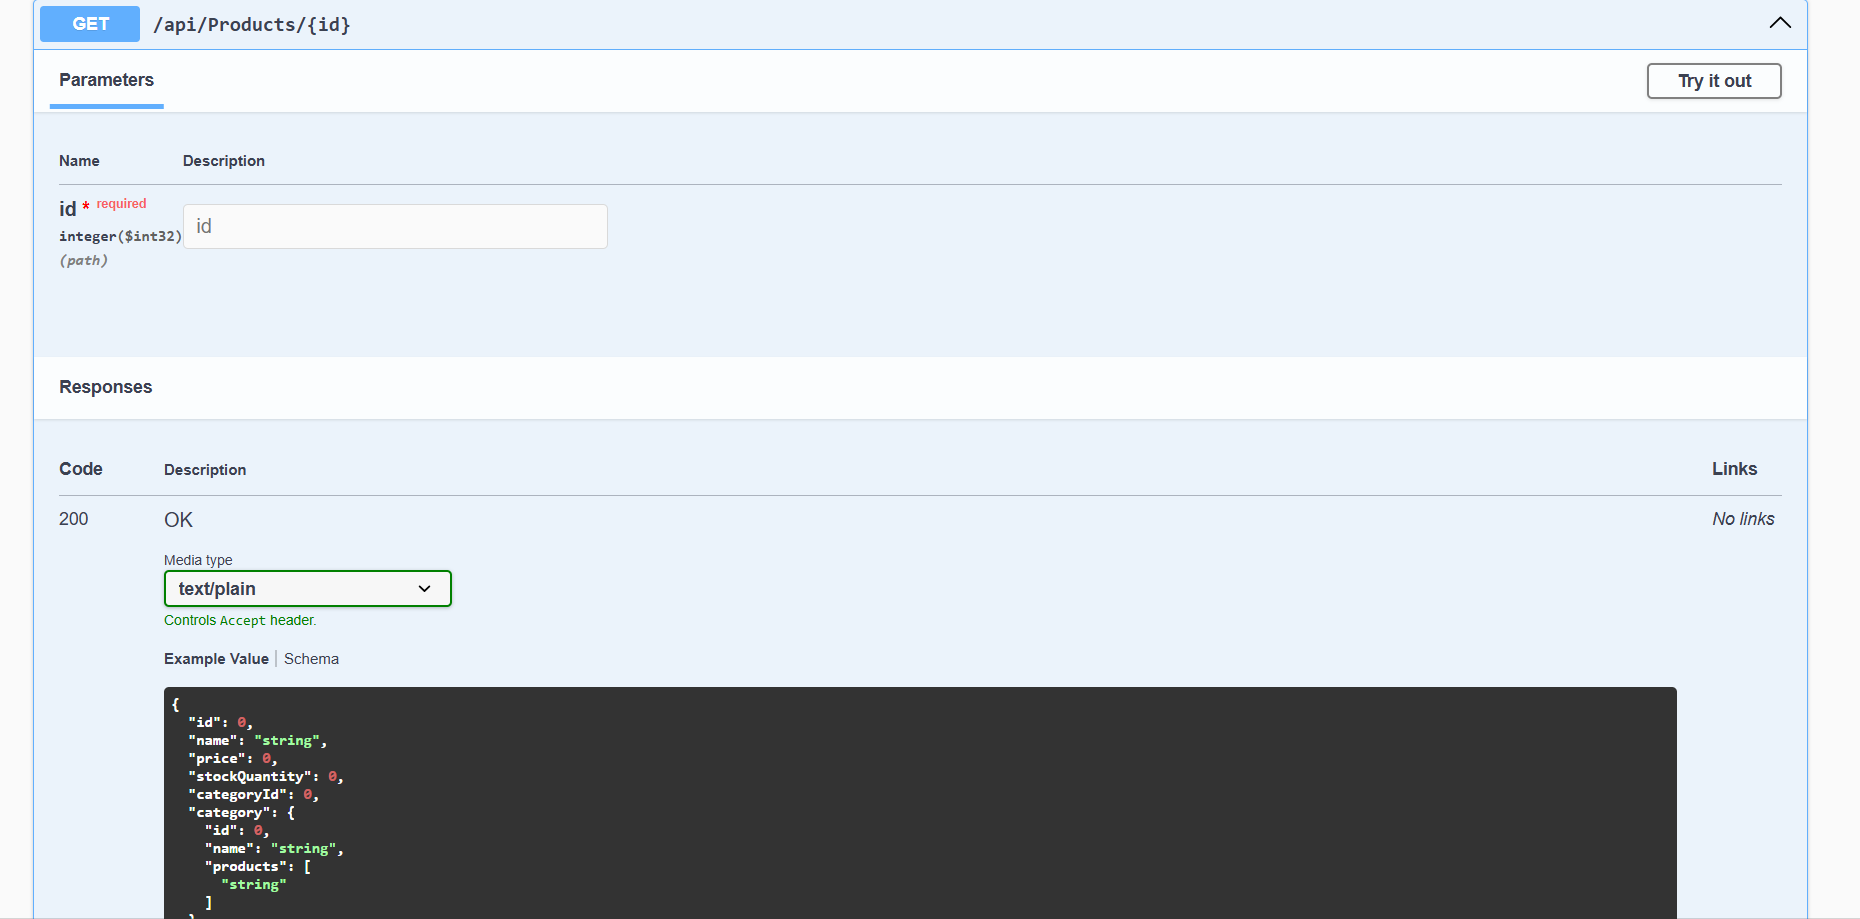 GET /api/Products/{id}
Parameters
Try it out
Name Description
id * required
integer($int32)
(path)
id
Responses
Code Description Links
200 OK No links
Media type
text/plain
Controls Accept header.
Example Value | Schema
{
  "id": 0,
  "name": "string",
  "price": 0,
  "stockQuantity": 0,
  "categoryId": 0,
  "category": {
    "id": 0,
    "name": "string",
    "products": [
      "string"
    ]